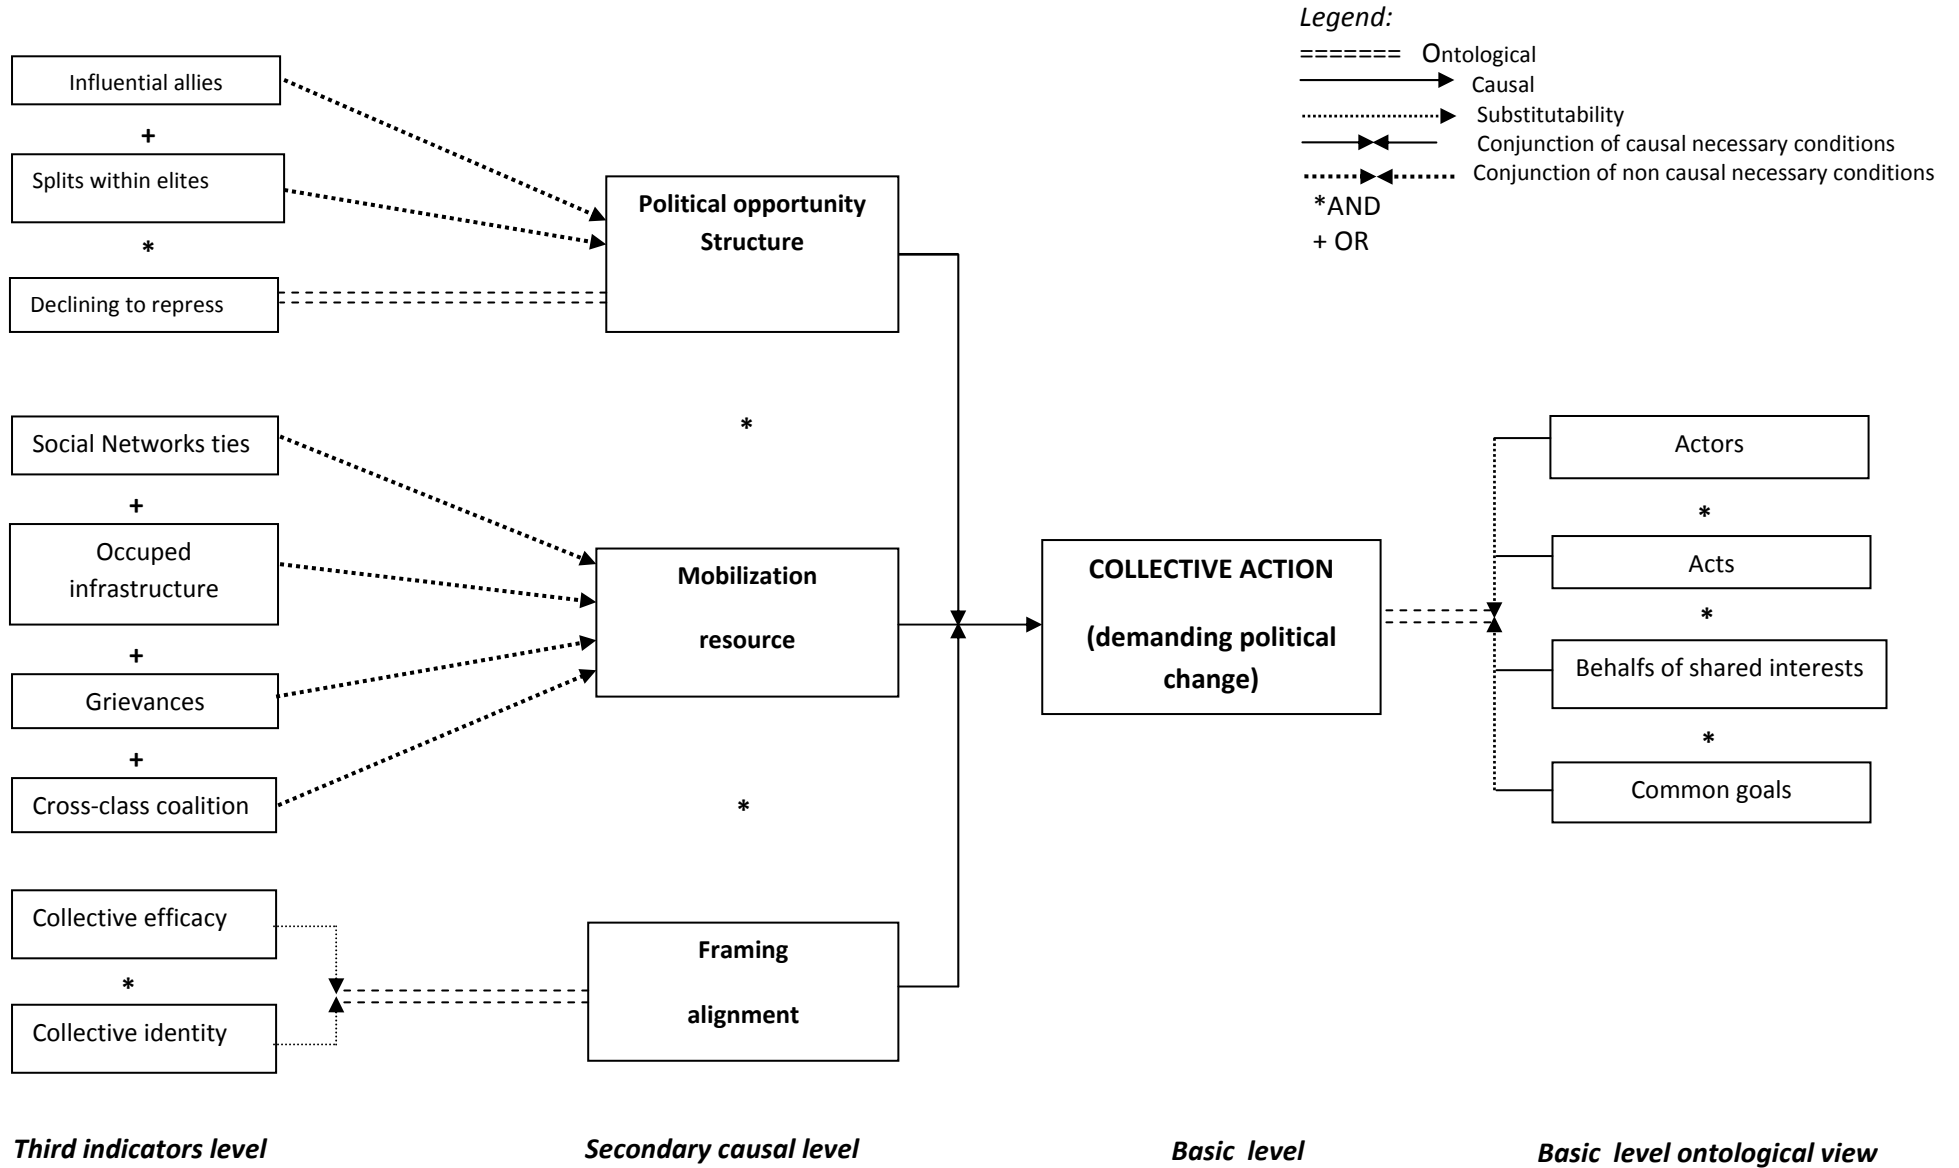 Legend:
======= Ontological
Causal
Substitutability
Conjunction of causal necessary conditions
Conjunction of non causal necessary conditions
*AND
+ OR
Influential allies
+
Splits within elites
*
Declining to repress
Social Networks ties
+
Occuped
infrastructure
+
Grievances
+
Cross-class coalition
Collective efficacy
*
Collective identity
Political opportunity
Structure
*
Mobilization
resource
*
Framing
alignment
COLLECTIVE ACTION
(demanding political
change)
Actors
*
Acts
*
Behalfs of shared interests
*
Common goals
Third indicators level
Secondary causal level
Basic level
Basic level ontological view